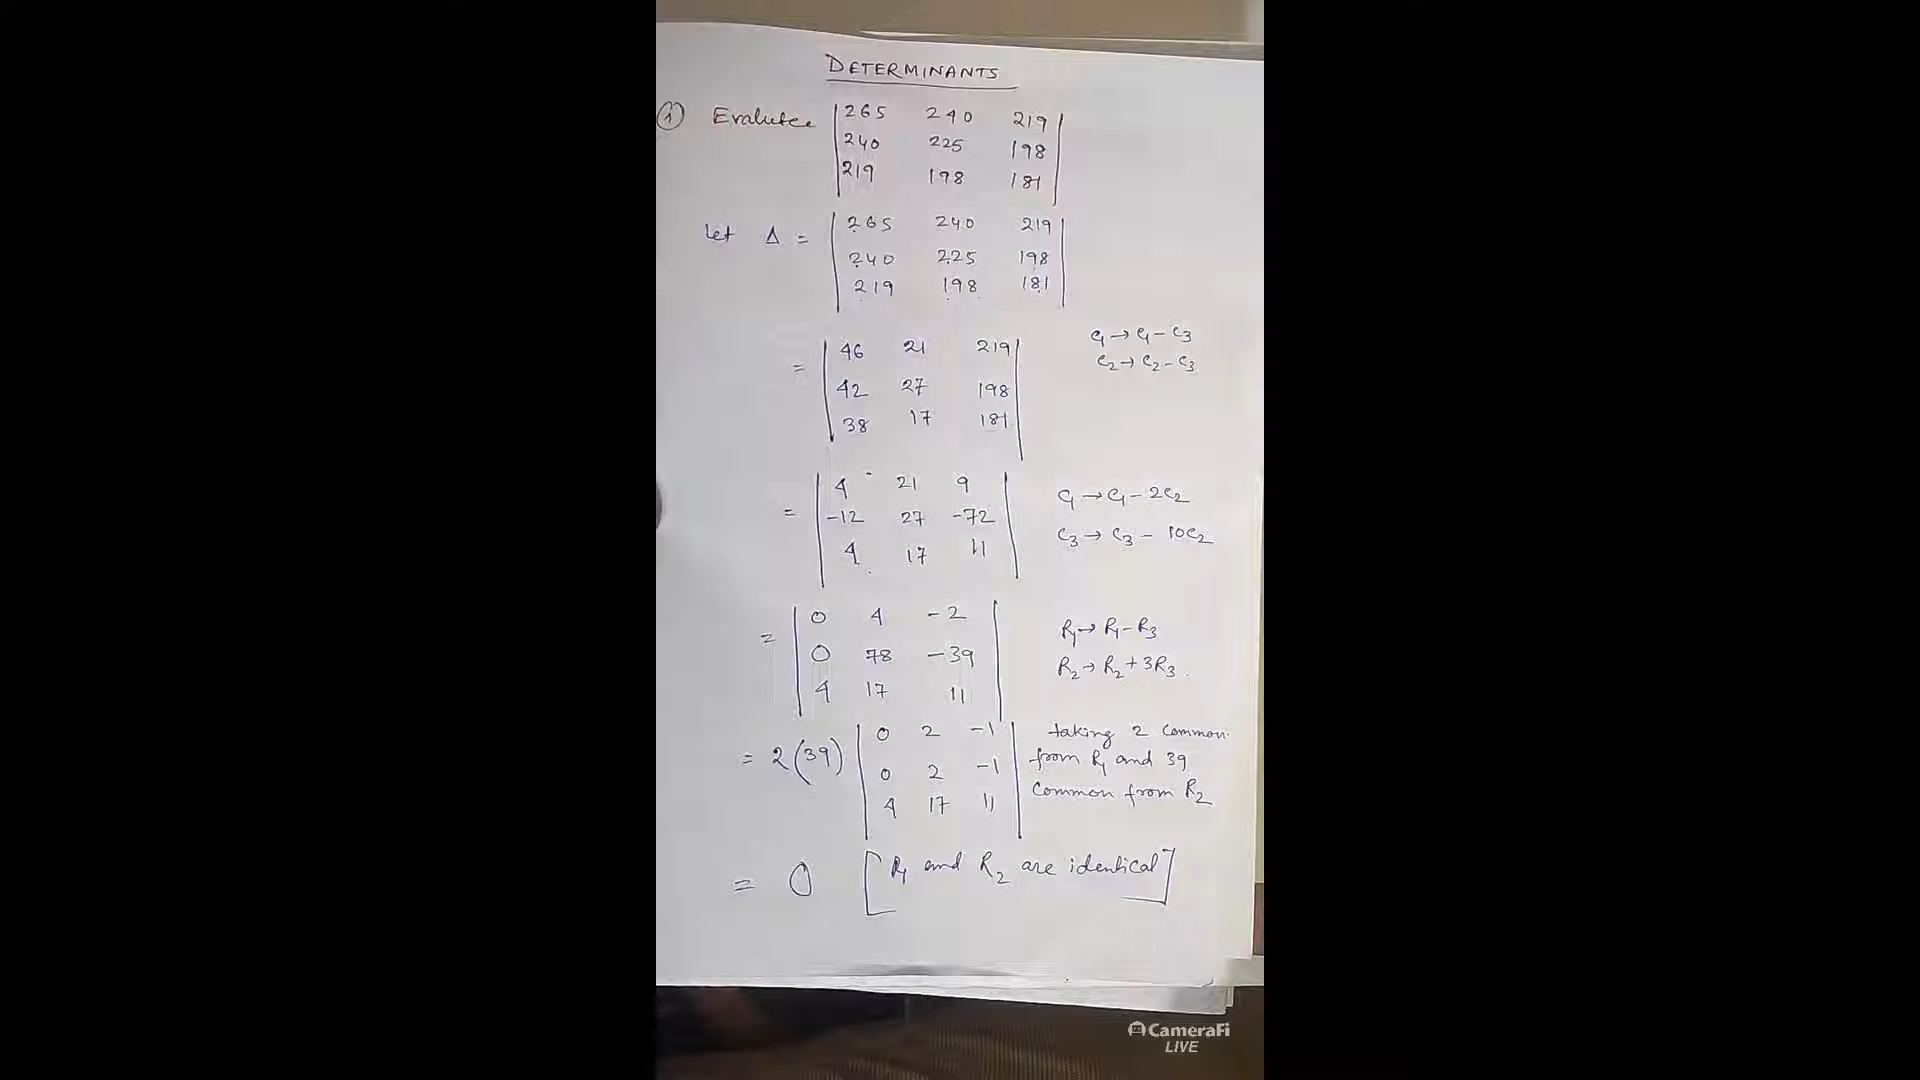 DETERMINANTS
① Evalutee | 265 240 219 |
| 240 225 198 |
| 219 198 181 |
Let Δ = | 265 240 219 |
| 240 225 198 |
| 219 198 181 |
= | 46 21 219 | C₁ → C₁ - C₃
| 42 27 198 | C₂ → C₂ - C₃
| 38 17 181 |
= | 4 21 9 | C₁ → C₁ - 2C₂
| -12 27 -72 | C₃ → C₃ - 10C₂
| 4 17 11 |
= | 0 4 -2 | R₁ → R₁ - R₃
| 0 78 -39 | R₂ → R₂ + 3R₃.
| 4 17 11 |
= 2(39) | 0 2 -1 | taking 2 common
| 0 2 -1 | from R₁ and 39
| 4 17 11 | Common from R₂
= 0 [R₁ and R₂ are identical]
CameraFi
LIVE